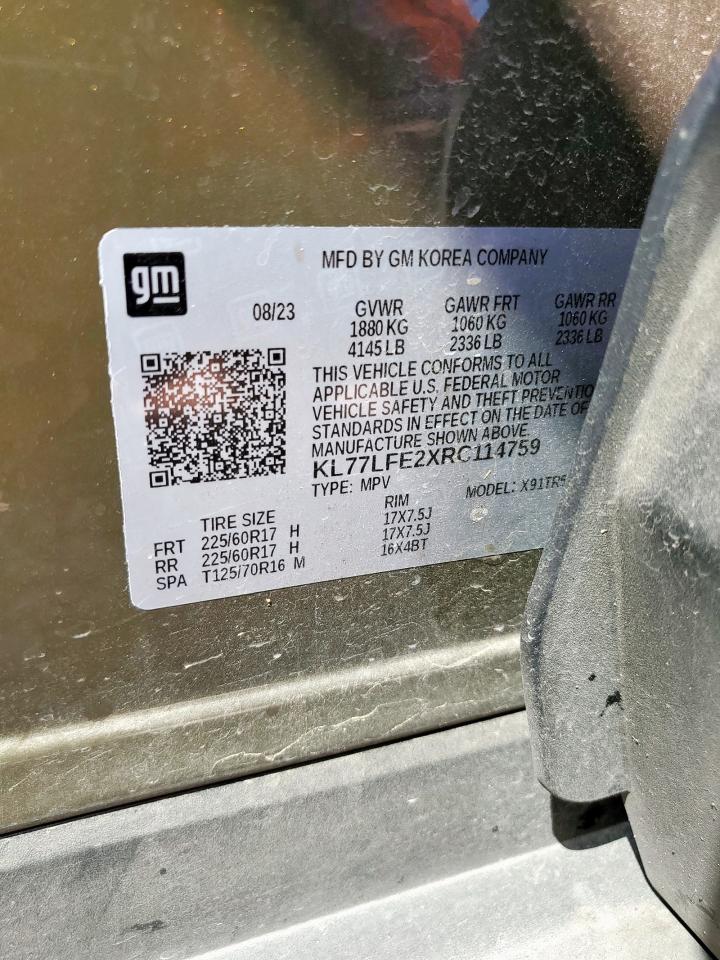 gm
MFD BY GM KOREA COMPANY
08/23
GVWR GAWR FRT GAWR RR
1880 KG 1060 KG 1060 KG
4145 LB 2336 LB 2336 LB
THIS VEHICLE CONFORMS TO ALL
APPLICABLE U.S. FEDERAL MOTOR
VEHICLE SAFETY AND THEFT PREVENTIO
STANDARDS IN EFFECT ON THE DATE OF
MANUFACTURE SHOWN ABOVE.
KL77LFE2XRC114759
TYPE: MPV MODEL: X91TR5
TIRE SIZE RIM
FRT 225/60R17 H 17X7.5J
RR 225/60R17 H 17X7.5J
SPA T125/70R16 M 16X4BT